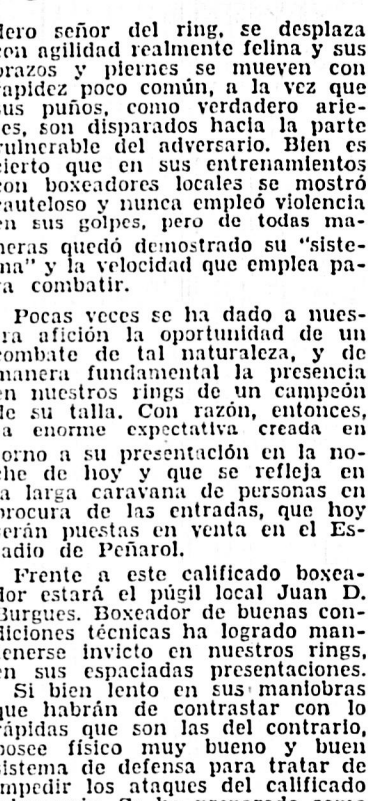 dero señor del ring, se desplaza
con agilidad realmente felina y sus
brazos y piernes se mueven con
rapidez poco común, a la vez que
sus puños, como verdadero arie-
es, son disparados hacia la parte
vulnerable del adversario. Bien es
cierto que en sus entrenamientos
con boxeadores locales se mostró
cauteloso y nunca empleó violencia
en sus golpes, pero de todas ma-
neras quedó demostrado su "siste-
ma" y la velocidad que emplea pa-
ra combatir.
Pocas veces se ha dado a nues-
ra afición la oportunidad de un
combate de tal naturaleza, y de
manera fundamental la presencia
en nuestros rings de un campeón
de su talla. Con razón, entonces,
a enorme expectativa creada en
orno a su presentación en la no-
che de hoy y que se refleja en
a larga caravana de personas en
procura de las entradas, que hoy
serán puestas en venta en el Es-
adio de Peñarol.
Frente a este calificado boxea-
dor estará el púgil local Juan D.
Burgues. Boxeador de buenas con-
diciones técnicas ha logrado man-
enerse invicto en nuestros rings,
en sus espaciadas presentaciones.
Si bien lento en sus maniobras
que habrán de contrastar con lo
rápidas que son las del contrario,
posee físico muy bueno y buen
sistema de defensa para tratar de
mpedir los ataques del calificado